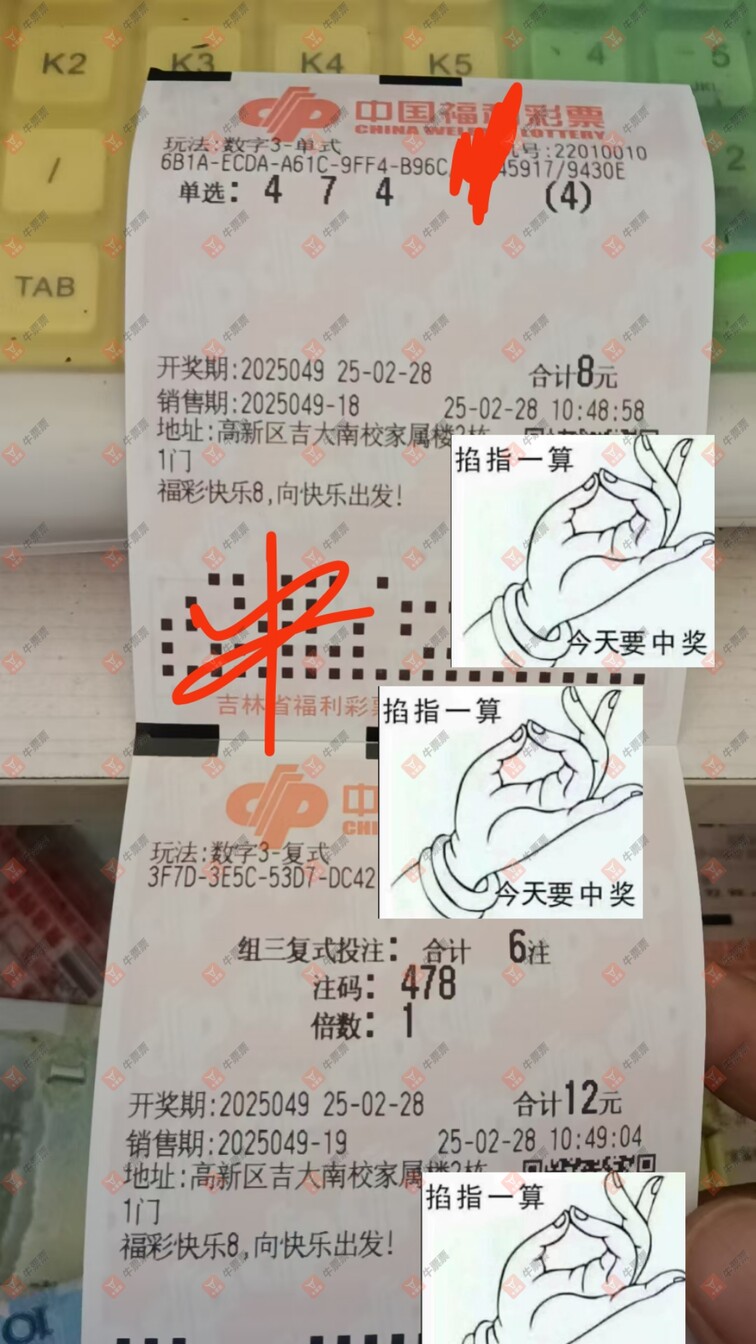 K2 K3 K4 K5 4 5
/ 2
TAB
中国福利彩票
CHINA WELFARE LOTTERY
玩法:数字3-单式 机号:22010010
6B1A-ECDA-A61C-9FF4-B96C 45917/9430E
单选: 4 7 4 (4)
开奖期:2025049 25-02-28 合计8元
销售期:2025049-18 25-02-28 10:48:58
地址:高新区吉大南校家属楼2栋
1门
福彩快乐8,向快乐出发!
掐指一算
今天要中奖
吉林省福利彩票
掐指一算
今天要中奖
中
CHI
玩法:数字3-复式
3F7D-3E5C-53D7-DC42
组三复式投注: 合计 6注
注码: 478
倍数: 1
开奖期:2025049 25-02-28 合计12元
销售期:2025049-19 25-02-28 10:49:04
地址:高新区吉大南校家属楼2栋
1门
福彩快乐8,向快乐出发!
掐指一算
10
牛彩票